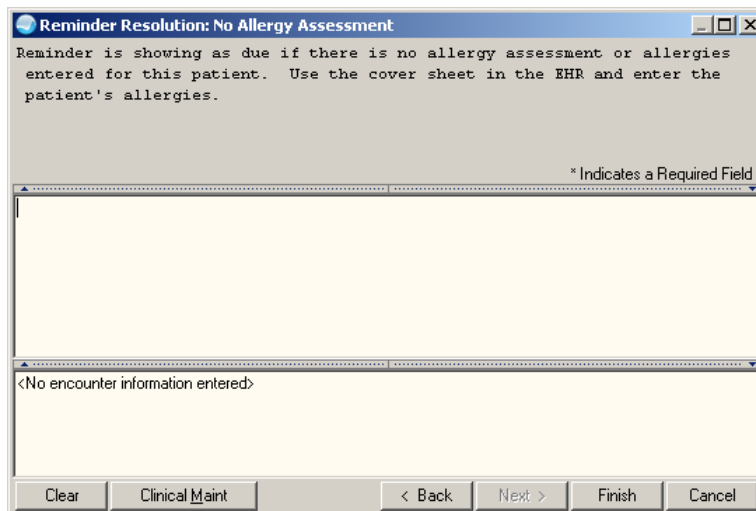 Reminder Resolution: No Allergy Assessment
Reminder is showing as due if there is no allergy assessment or allergies
entered for this patient.  Use the cover sheet in the EHR and enter the
patient's allergies.
* Indicates a Required Field
<No encounter information entered>
Clear Clinical Maint < Back Next > Finish Cancel